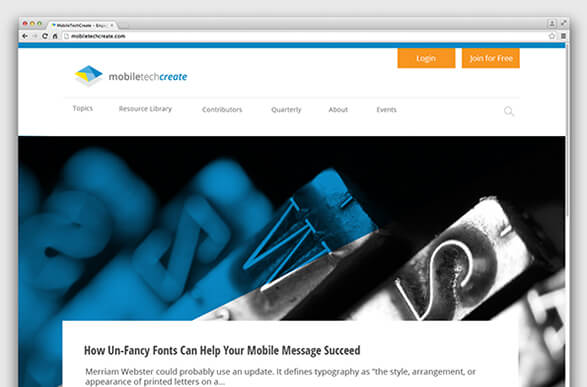 MobileTechCreate – Engag
mobiletechcreate.com
Login
Join for Free
mobiletechcreate
Topics Resource Library Contributors Quarterly About Events
W
S
How Un-Fancy Fonts Can Help Your Mobile Message Succeed
Merriam Webster could probably use an update. It defines typography as "the style, arrangement, or
appearance of printed letters on a...